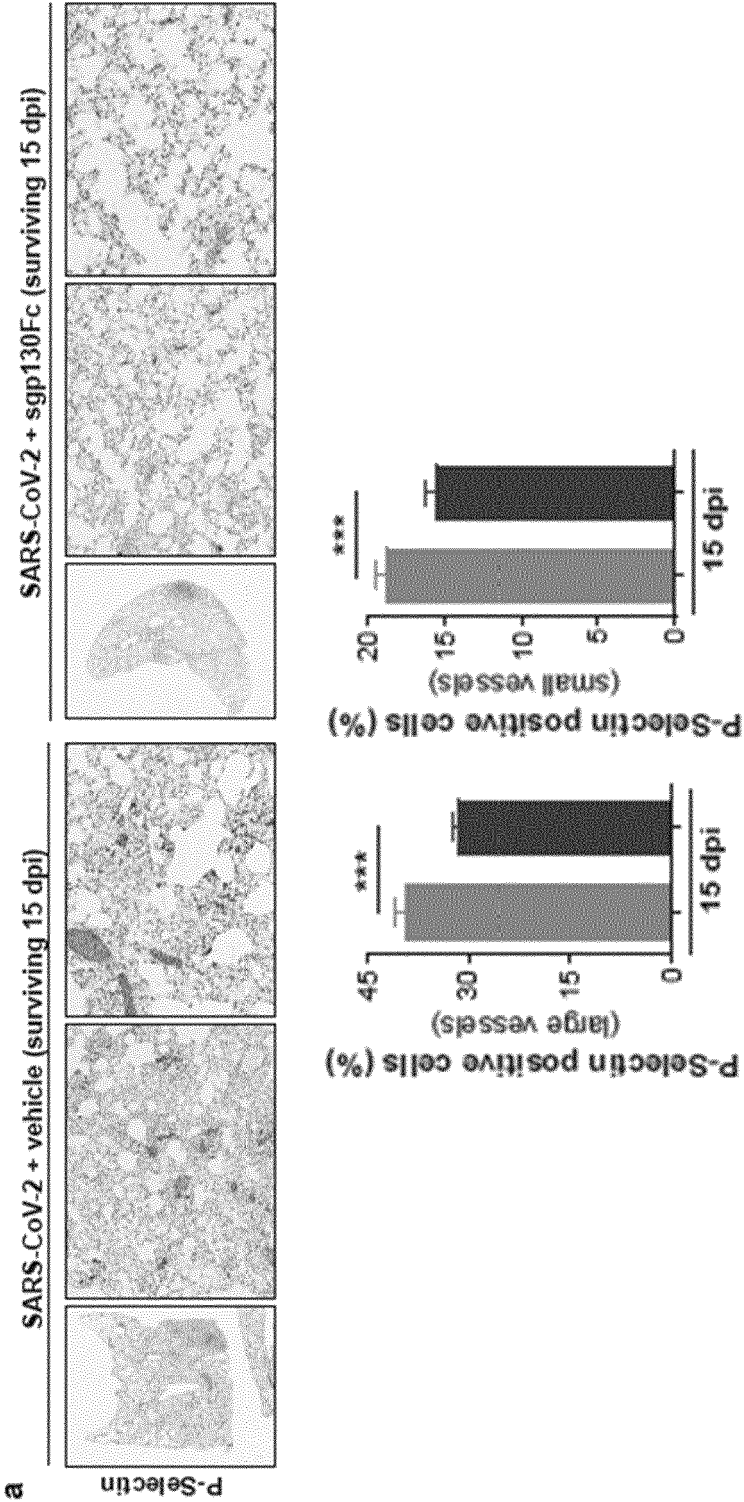 a
SARS-CoV-2 + vehicle (surviving 15 dpi)
SARS-CoV-2 + sgp130Fc (surviving 15 dpi)
P-Selectin
P-Selectin positive cells (%)
(large vessels)
45
30
15
0
***
15 dpi
P-Selectin positive cells (%)
(small vessels)
20
15
10
5
0
***
15 dpi